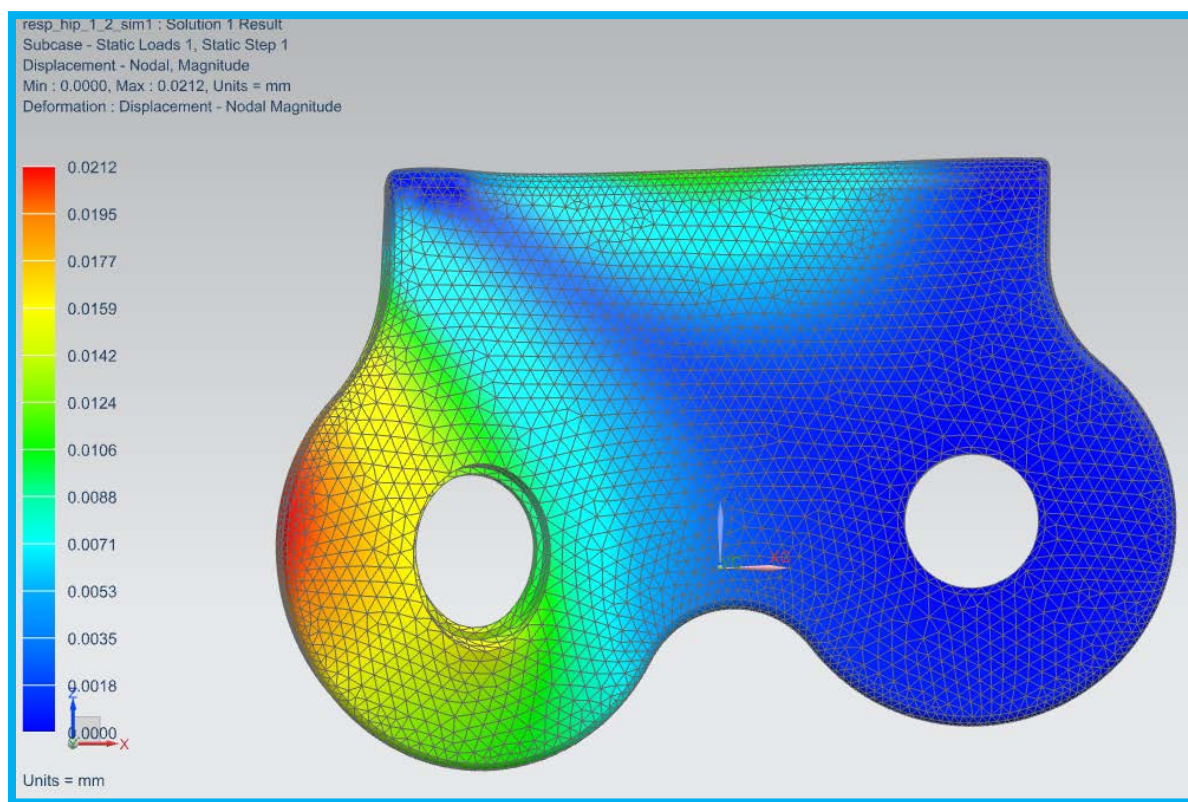 resp_hip_1_2_sim1 : Solution 1 Result
Subcase - Static Loads 1, Static Step 1
Displacement - Nodal, Magnitude
Min : 0.0000, Max : 0.0212, Units = mm
Deformation : Displacement - Nodal Magnitude
0.0212
0.0195
0.0177
0.0159
0.0142
0.0124
0.0106
0.0088
0.0071
0.0053
0.0035
0.0018
Z
0.0000
X
Units = mm